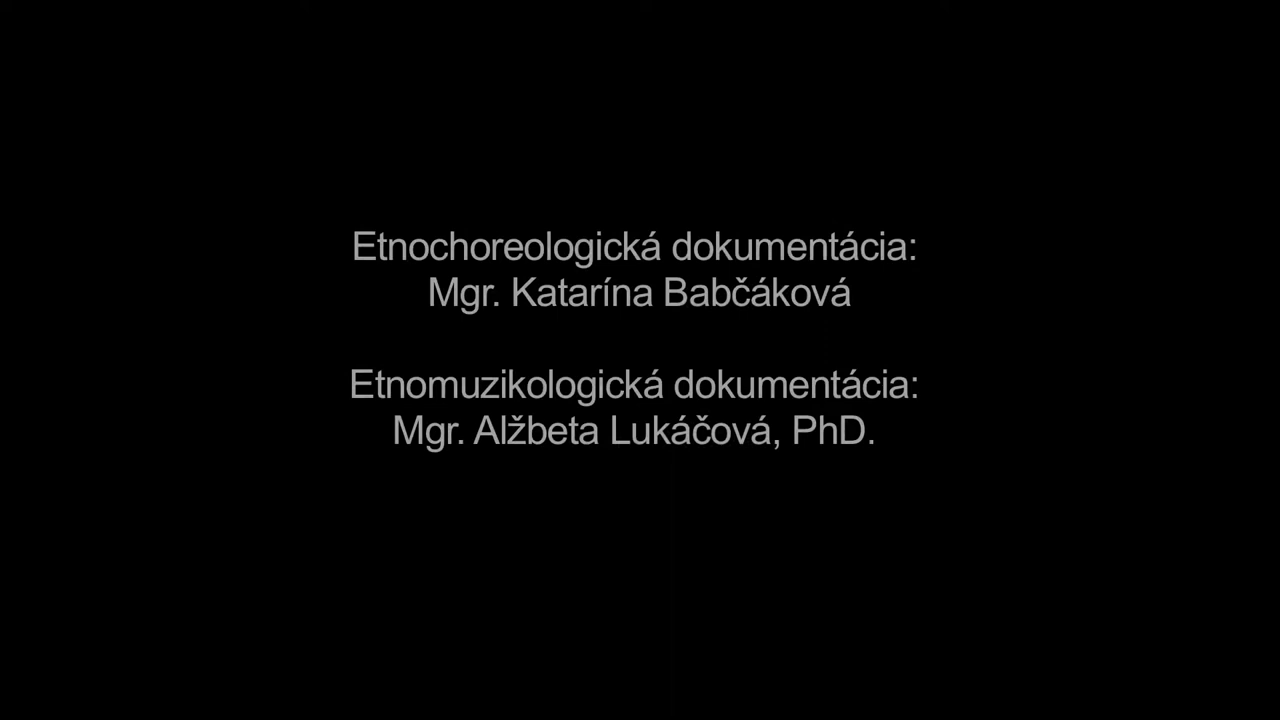 Etnochoreologická dokumentácia:
Mgr. Katarína Babčáková
Etnomuzikologická dokumentácia:
Mgr. Alžbeta Lukáčová, PhD.